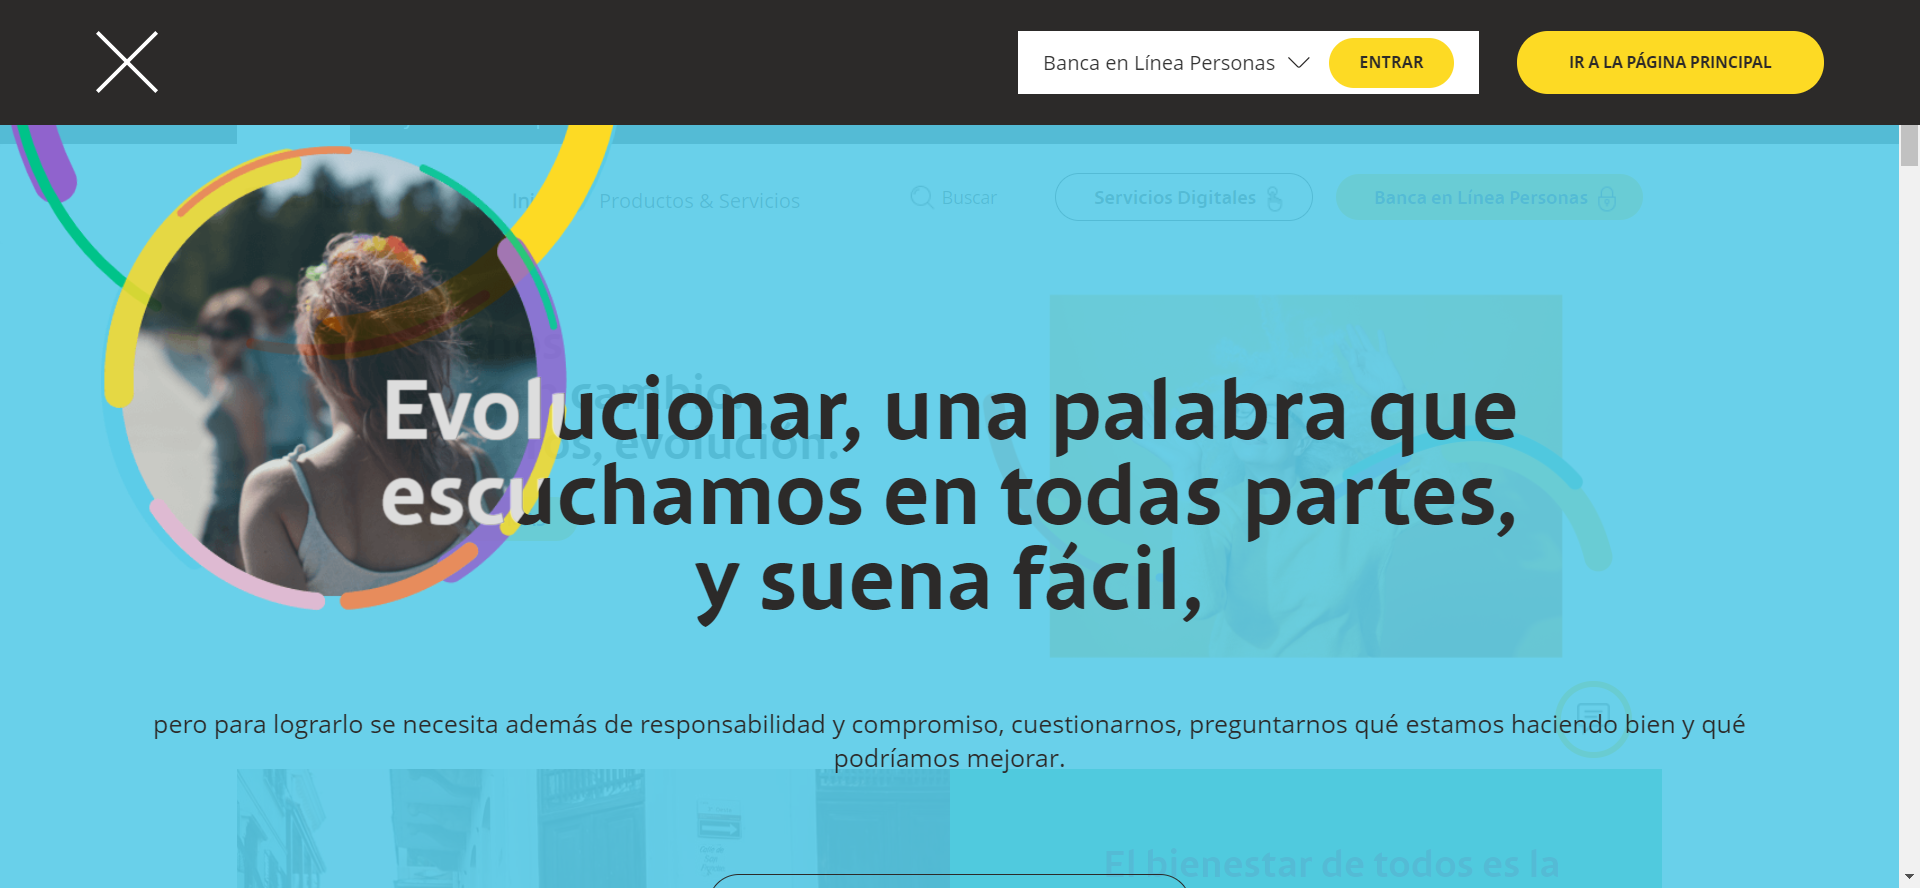 Banca en Línea Personas
ENTRAR
IR A LA PÁGINA PRINCIPAL
Productos & Servicios
Buscar
Servicios Digitales
Banca en Línea Personas
cambio
evolución.
Evolucionar, una palabra que
escuchamos en todas partes,
y suena fácil,
pero para lograrlo se necesita además de responsabilidad y compromiso, cuestionarnos, preguntarnos qué estamos haciendo bien y qué
podríamos mejorar.
El bienestar de todos es la